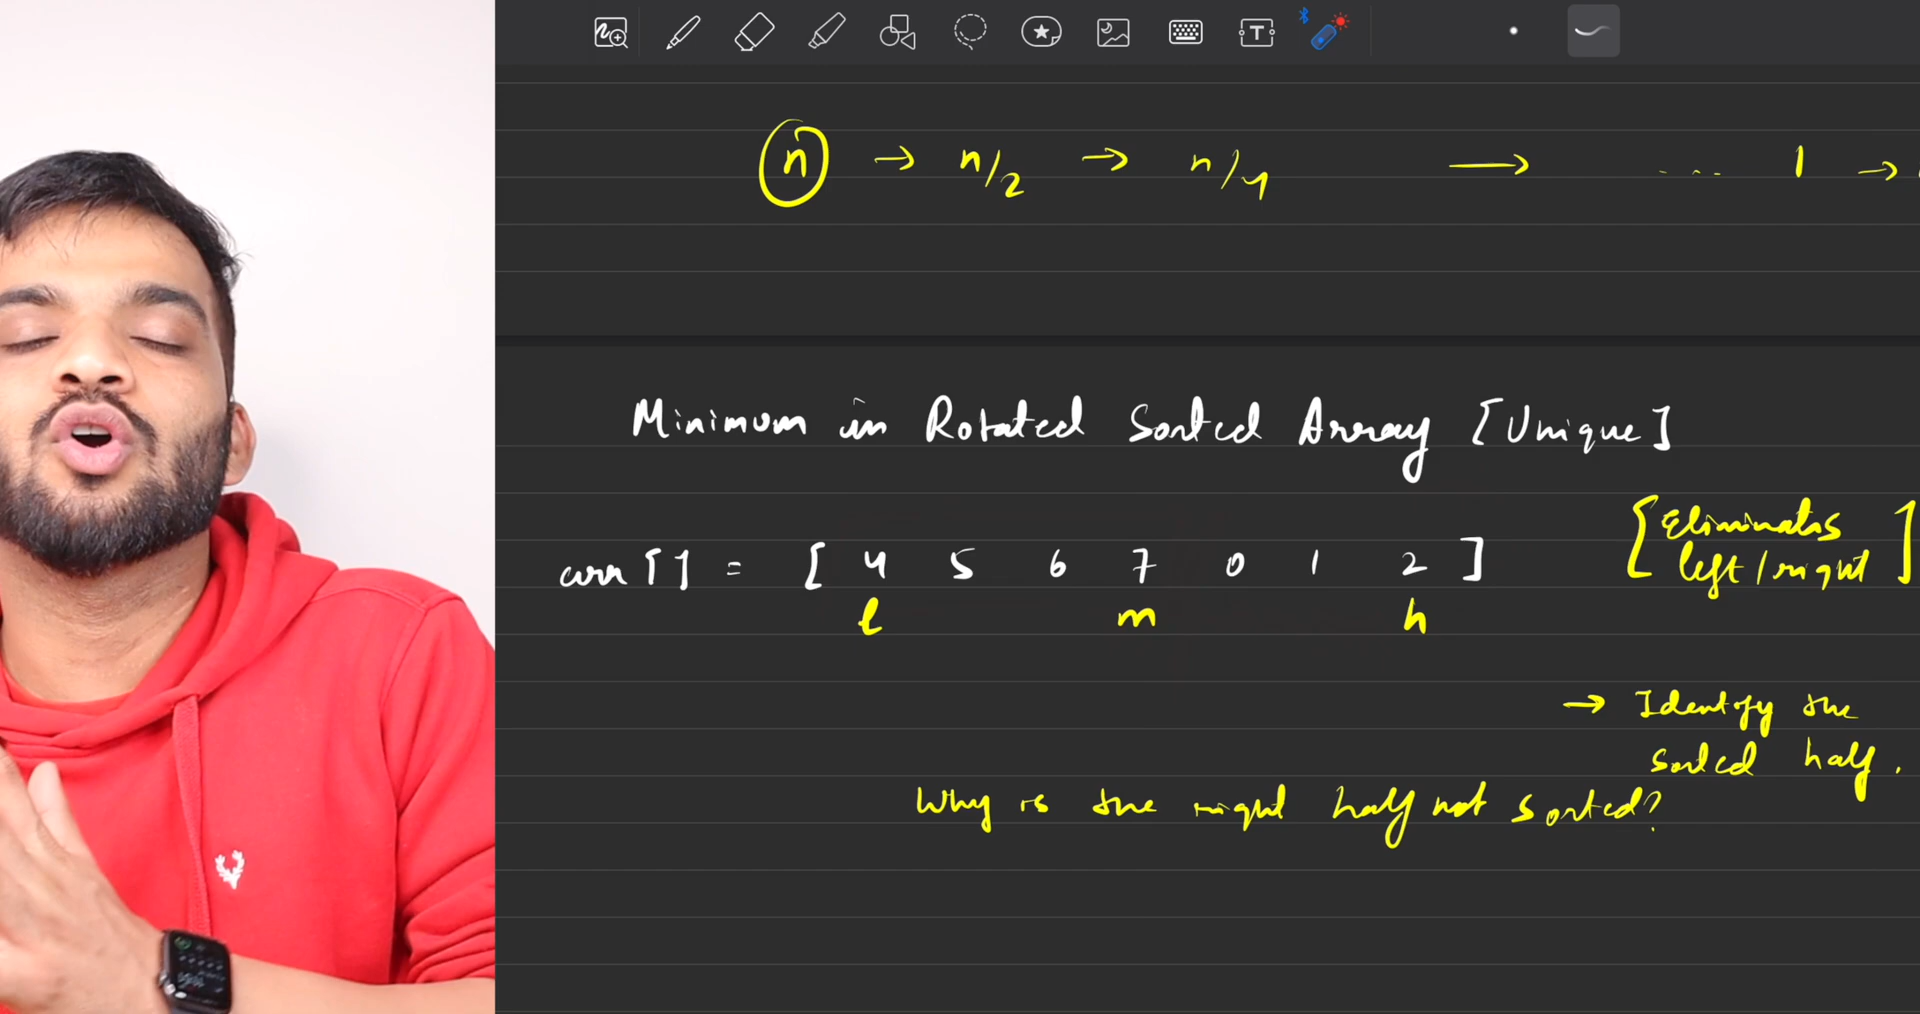 n → n/2 → n/4 → ... 1 →
Minimum in Rotated Sorted Array [Unique]
arr[] = [ 4 5 6 7 0 1 2 ]
l m h
[Eliminates
left/right]
→ Identify the
sorted half.
Why is the right half not sorted?